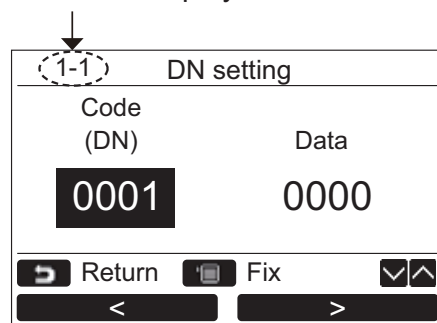 (1-1) DN setting
Code
(DN) Data
0001 0000
Return Fix
< >